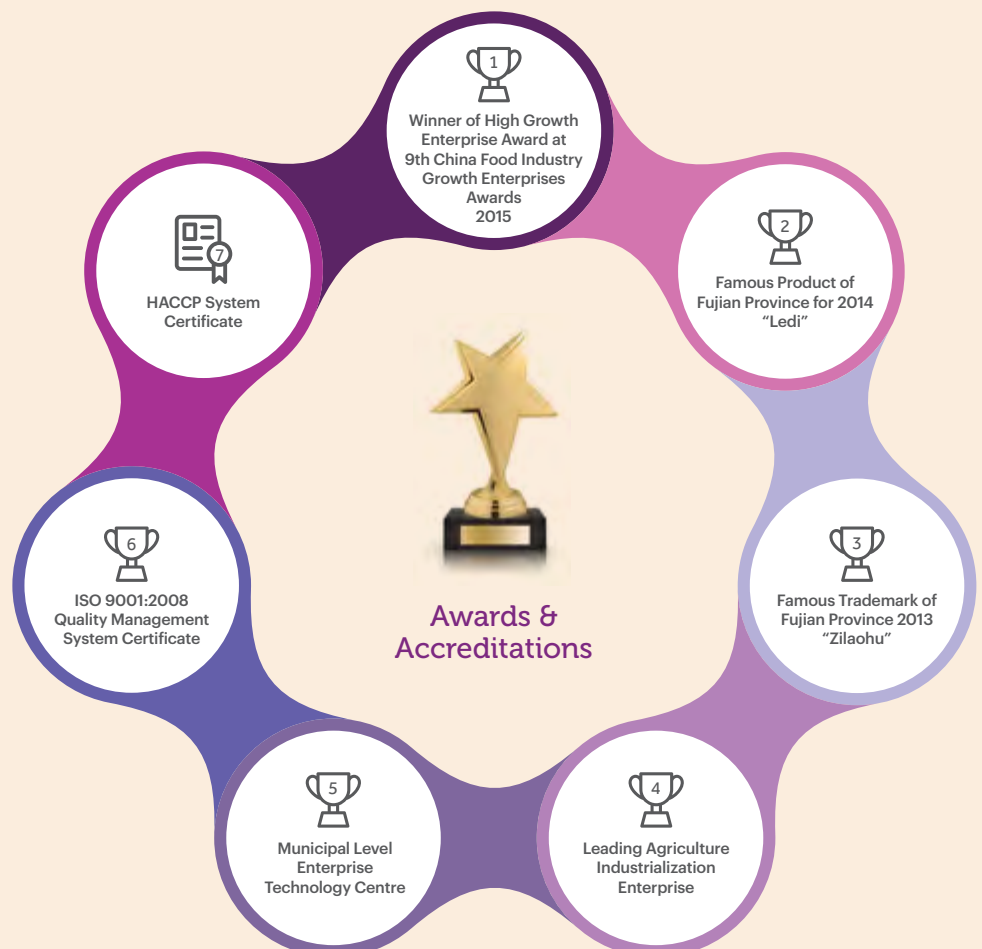 1
Winner of High Growth
Enterprise Award at
9th China Food Industry
Growth Enterprises
Awards
2015
2
Famous Product of
Fujian Province for 2014
“Ledi”
3
Famous Trademark of
Fujian Province 2013
“Zilaohu”
4
Leading Agriculture
Industrialization
Enterprise
5
Municipal Level
Enterprise
Technology Centre
6
ISO 9001:2008
Quality Management
System Certificate
7
HACCP System
Certificate
Awards &
Accreditations